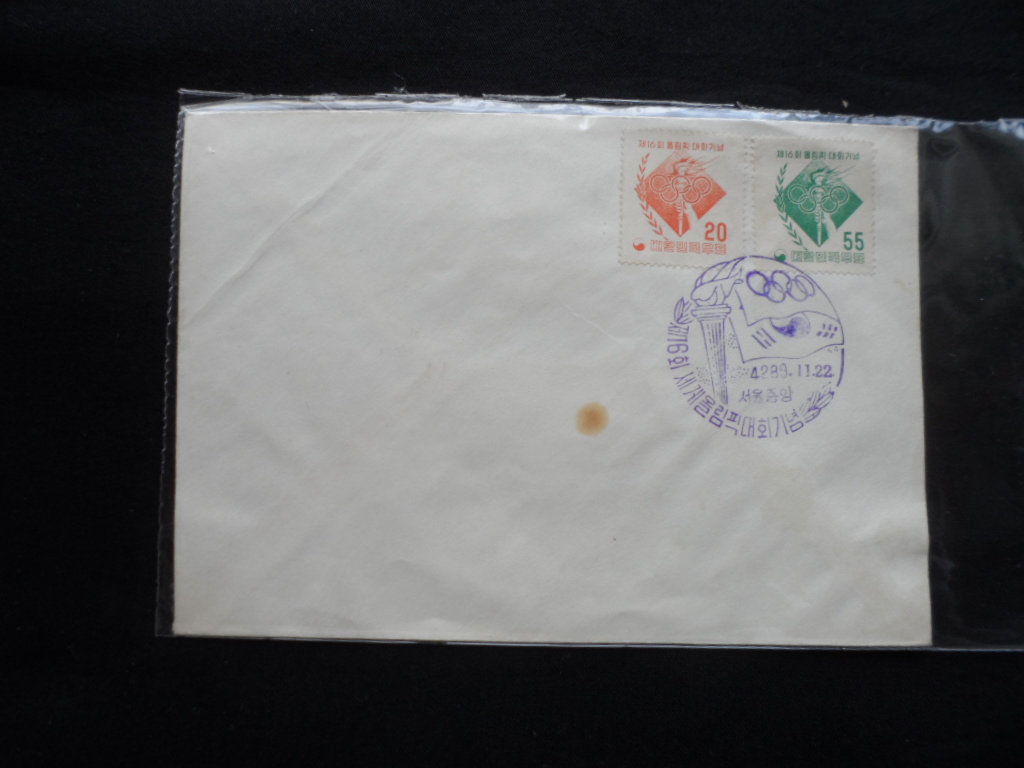 제16회 올림픽 대회기념
20
대한민국우표
제16회 올림픽 대회기념
55
대한민국우표
4289.11.22
서울중앙
제16회 세계올림픽대회기념